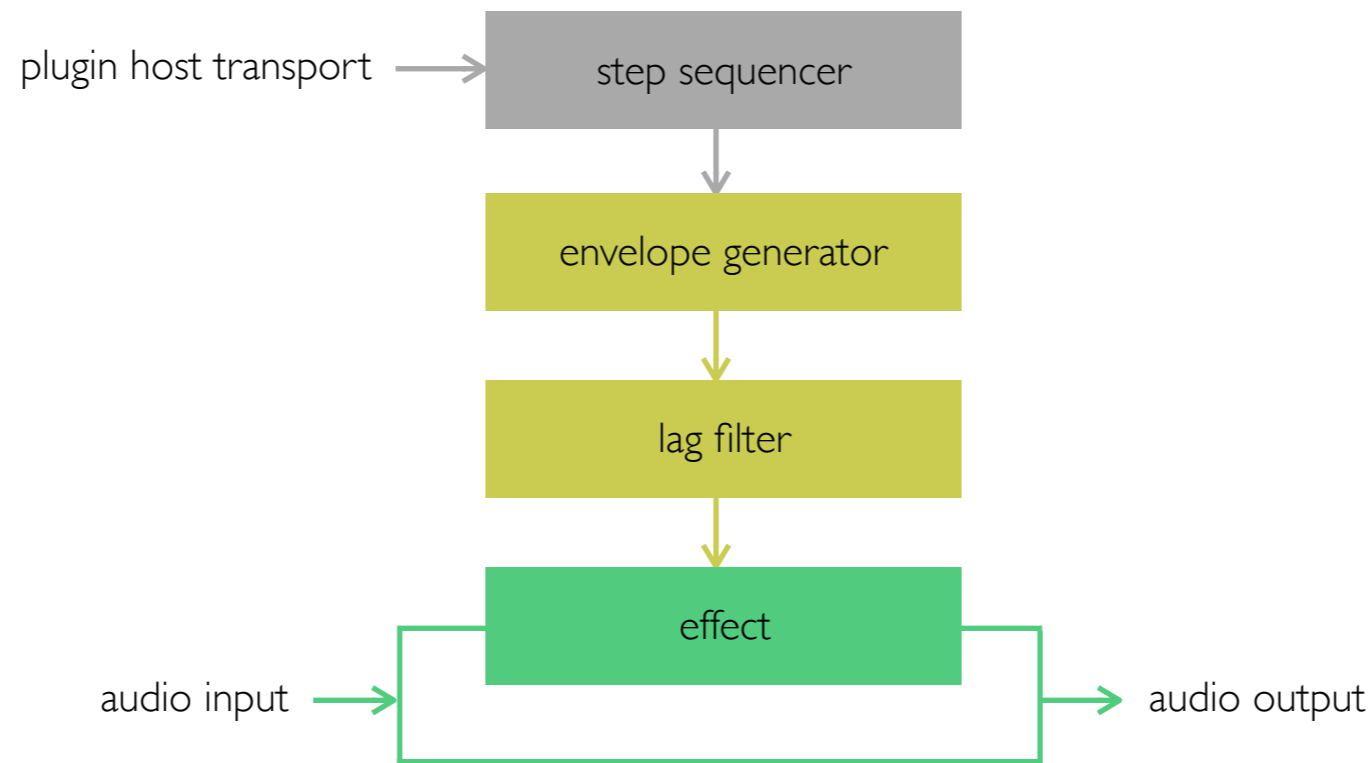 plugin host transport
step sequencer
envelope generator
lag filter
effect
audio input
audio output